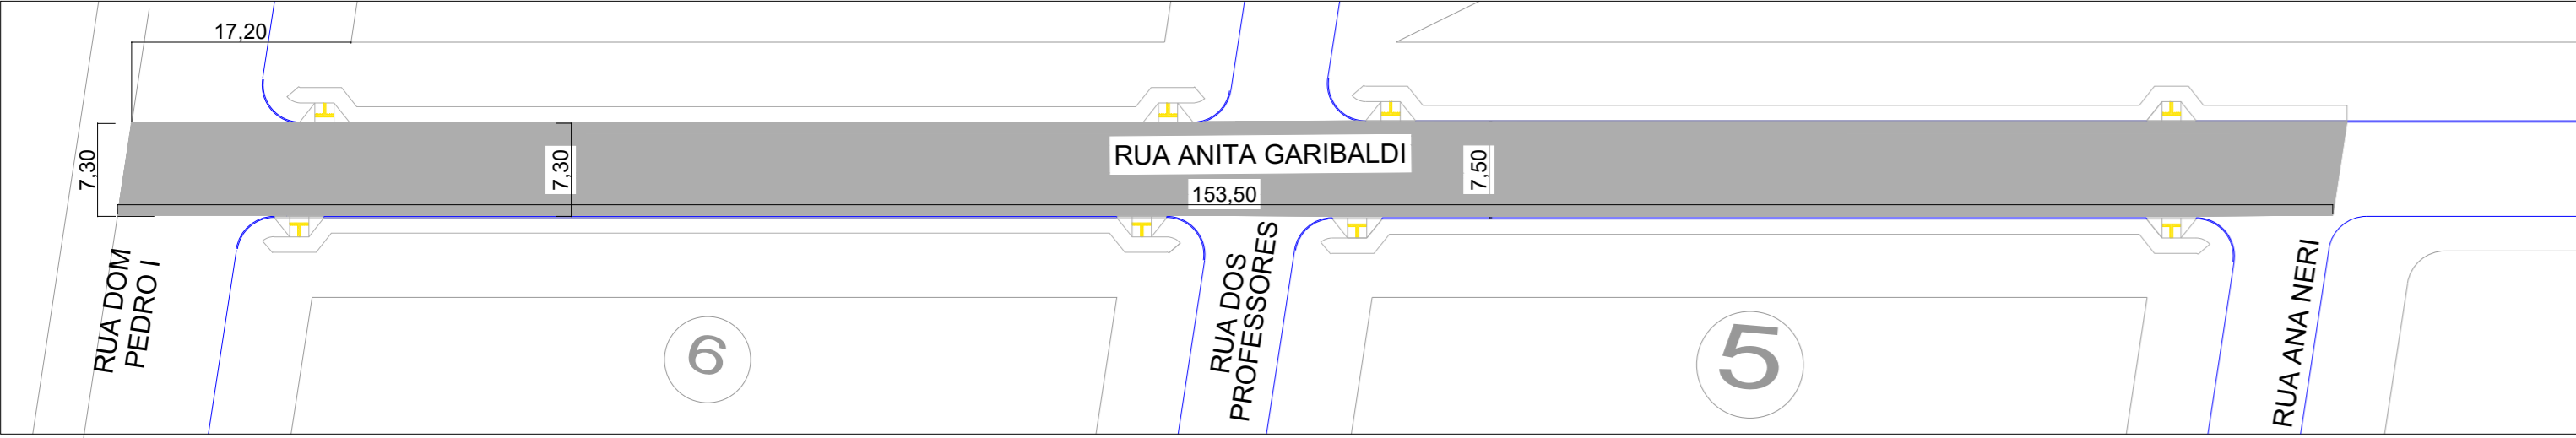 17,20
7,30
7,30
RUA ANITA GARIBALDI
153,50
7,50
RUA DOM
PEDRO I
6
RUA DOS
PROFESSORES
5
RUA ANA NERI